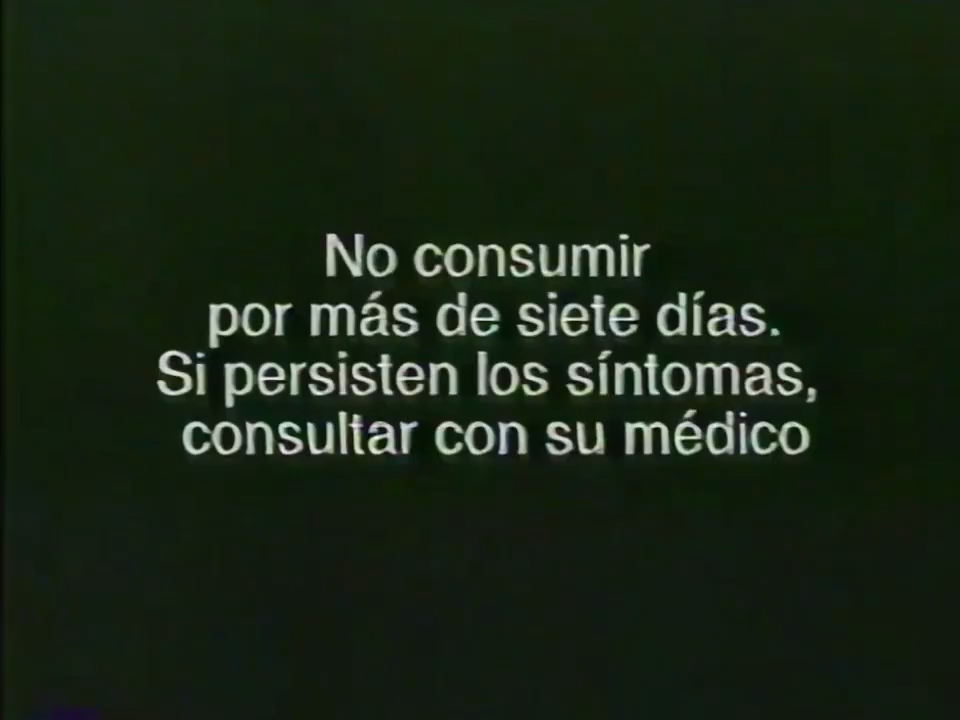 No consumir
por más de siete días.
Si persisten los síntomas,
consultar con su médico